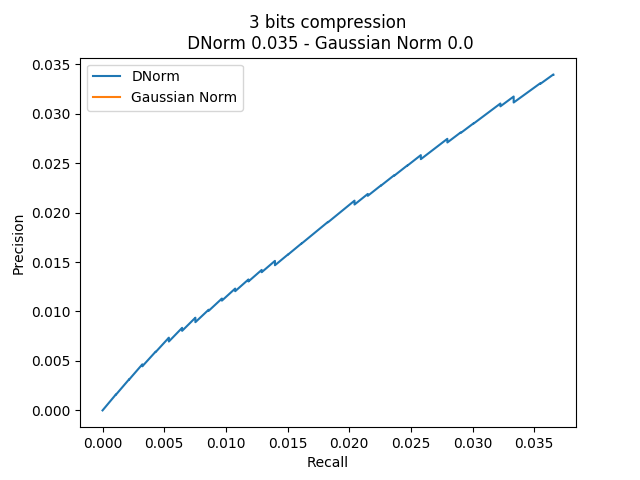 3 bits compression
DNorm 0.035 - Gaussian Norm 0.0
DNorm
Gaussian Norm
0.035
0.030
0.025
0.020
0.015
0.010
0.005
0.000
Precision
0.000 0.005 0.010 0.015 0.020 0.025 0.030 0.035
Recall